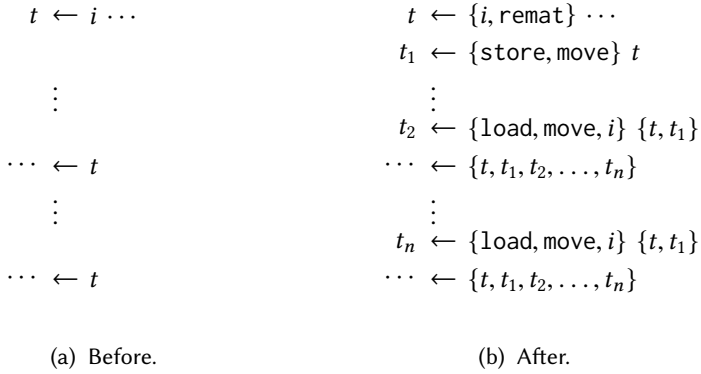 t ← i ···
⋮
··· ← t
⋮
··· ← t
(a) Before.
t ← {i, remat} ···
t₁ ← {store, move} t
⋮
t₂ ← {load, move, i} {t, t₁}
··· ← {t, t₁, t₂, . . . , tₙ}
⋮
tₙ ← {load, move, i} {t, t₁}
··· ← {t, t₁, t₂, . . . , tₙ}
(b) After.